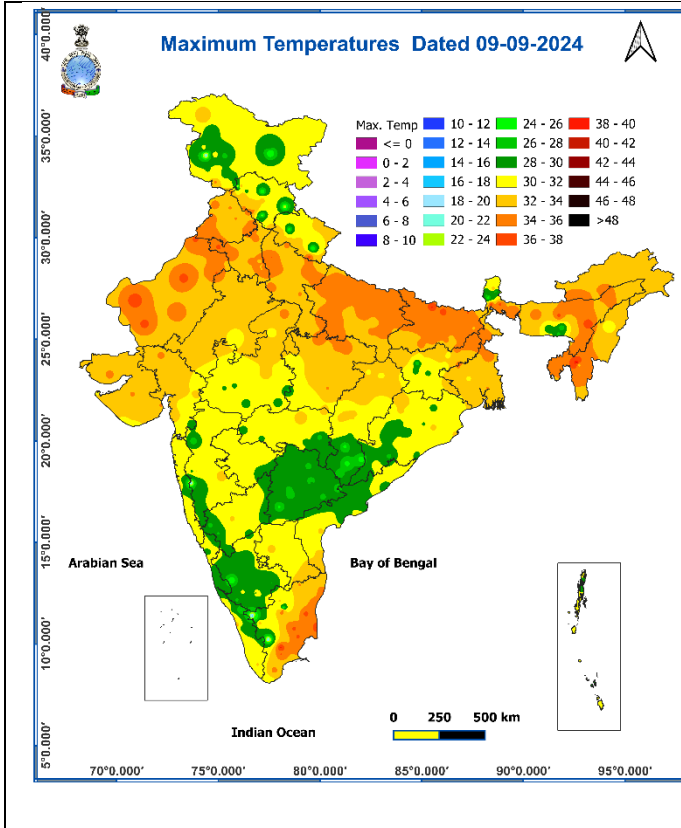 Maximum Temperatures Dated 09-09-2024
Max. Temp
<= 0
0 - 2
2 - 4
4 - 6
6 - 8
8 - 10
10 - 12
12 - 14
14 - 16
16 - 18
18 - 20
20 - 22
22 - 24
24 - 26
26 - 28
28 - 30
30 - 32
32 - 34
34 - 36
36 - 38
38 - 40
40 - 42
42 - 44
44 - 46
46 - 48
>48
40°0.000'
35°0.000'
30°0.000'
25°0.000'
20°0.000'
15°0.000'
10°0.000'
5°0.000'
Arabian Sea
Bay of Bengal
Indian Ocean
0 250 500 km
70°0.000' 75°0.000' 80°0.000' 85°0.000' 90°0.000' 95°0.000'